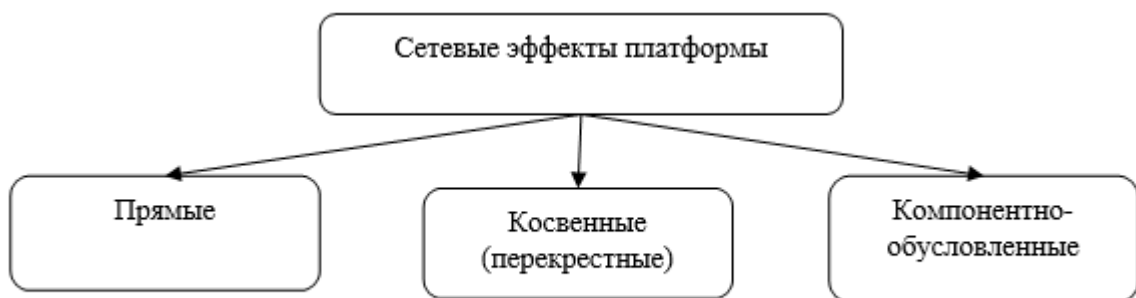 Сетевые эффекты платформы
Прямые
Косвенные
(перекрестные)
Компонентно-
обусловленные